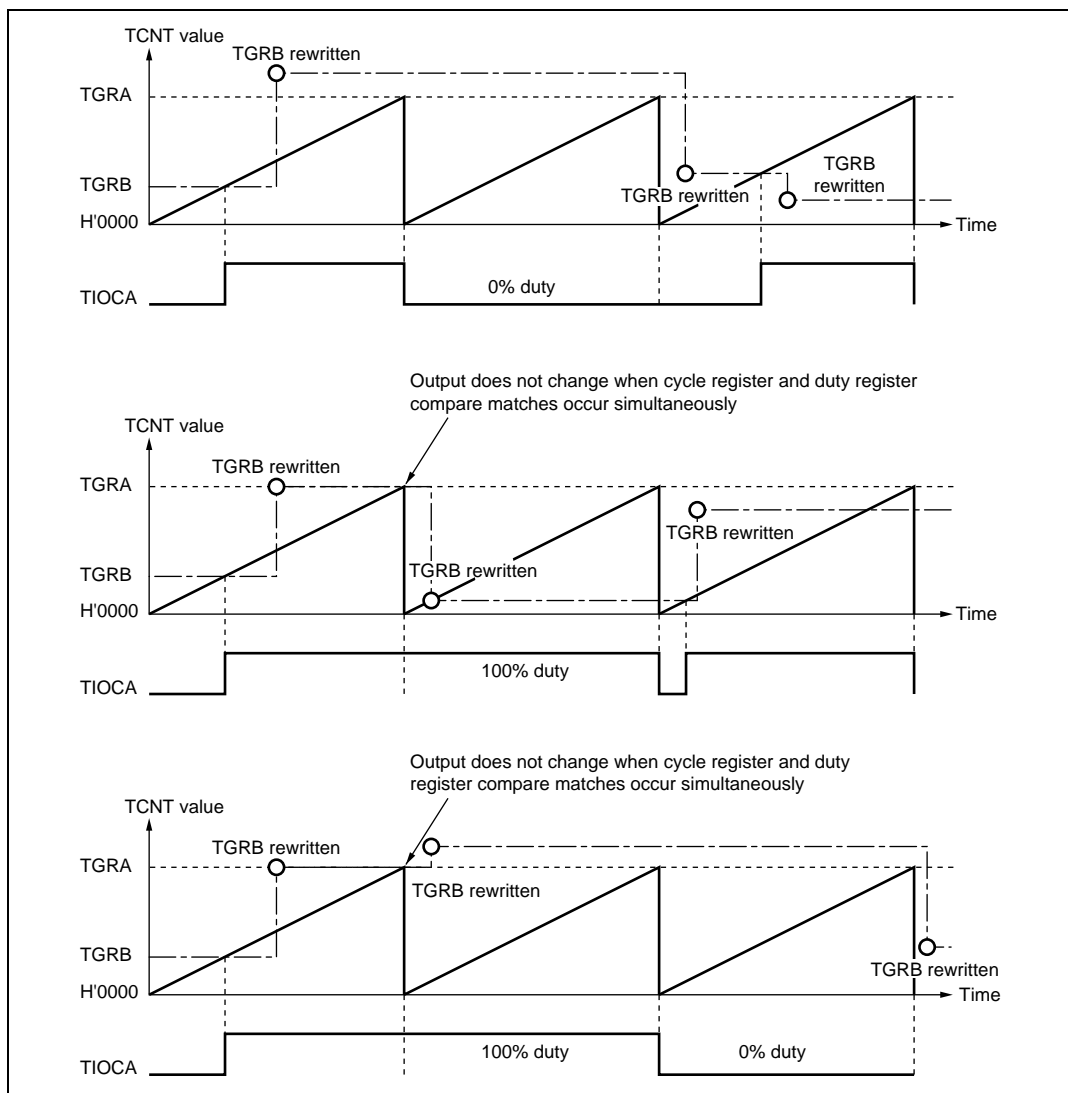 TCNT value
TGRB rewritten
TGRA
TGRB
TGRB rewritten
TGRB
rewritten
H'0000
Time
0% duty
TIOCA
Output does not change when cycle register and duty register
compare matches occur simultaneously
TCNT value
TGRB rewritten
TGRA
TGRB rewritten
TGRB
TGRB rewritten
H'0000
Time
100% duty
TIOCA
Output does not change when cycle register and duty
register compare matches occur simultaneously
TCNT value
TGRB rewritten
TGRA
TGRB rewritten
TGRB
TGRB rewritten
H'0000
Time
100% duty
0% duty
TIOCA